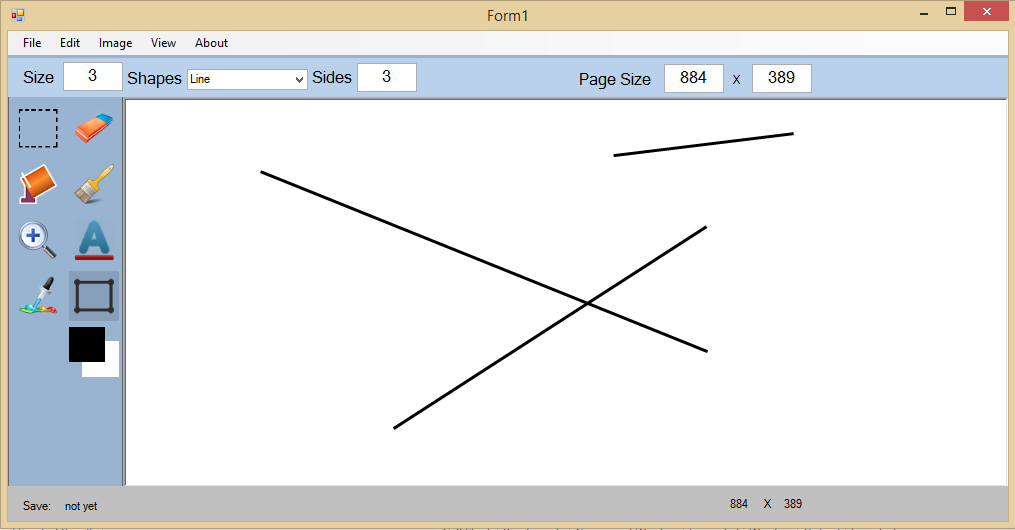 Form1
File Edit Image View About
Size 3 Shapes Line Sides 3 Page Size 884 X 389
A
Save: not yet 884 X 389